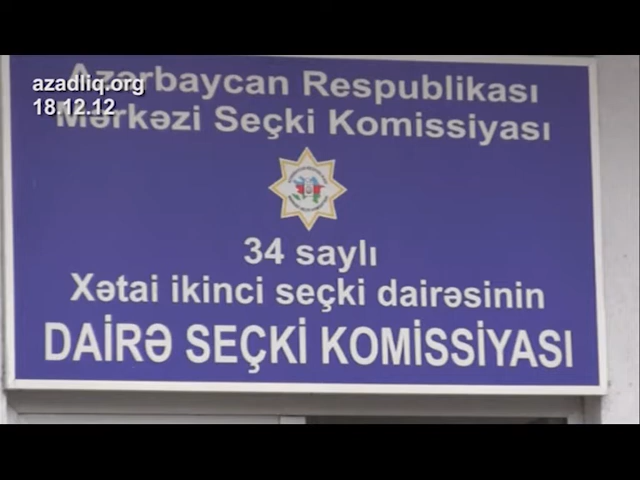 azadliq.org
18.12.12
Azərbaycan Respublikası
Mərkəzi Seçki Komissiyası
34 saylı
Xətai ikinci seçki dairəsinin
DAİRƏ SEÇKİ KOMİSSİYASI